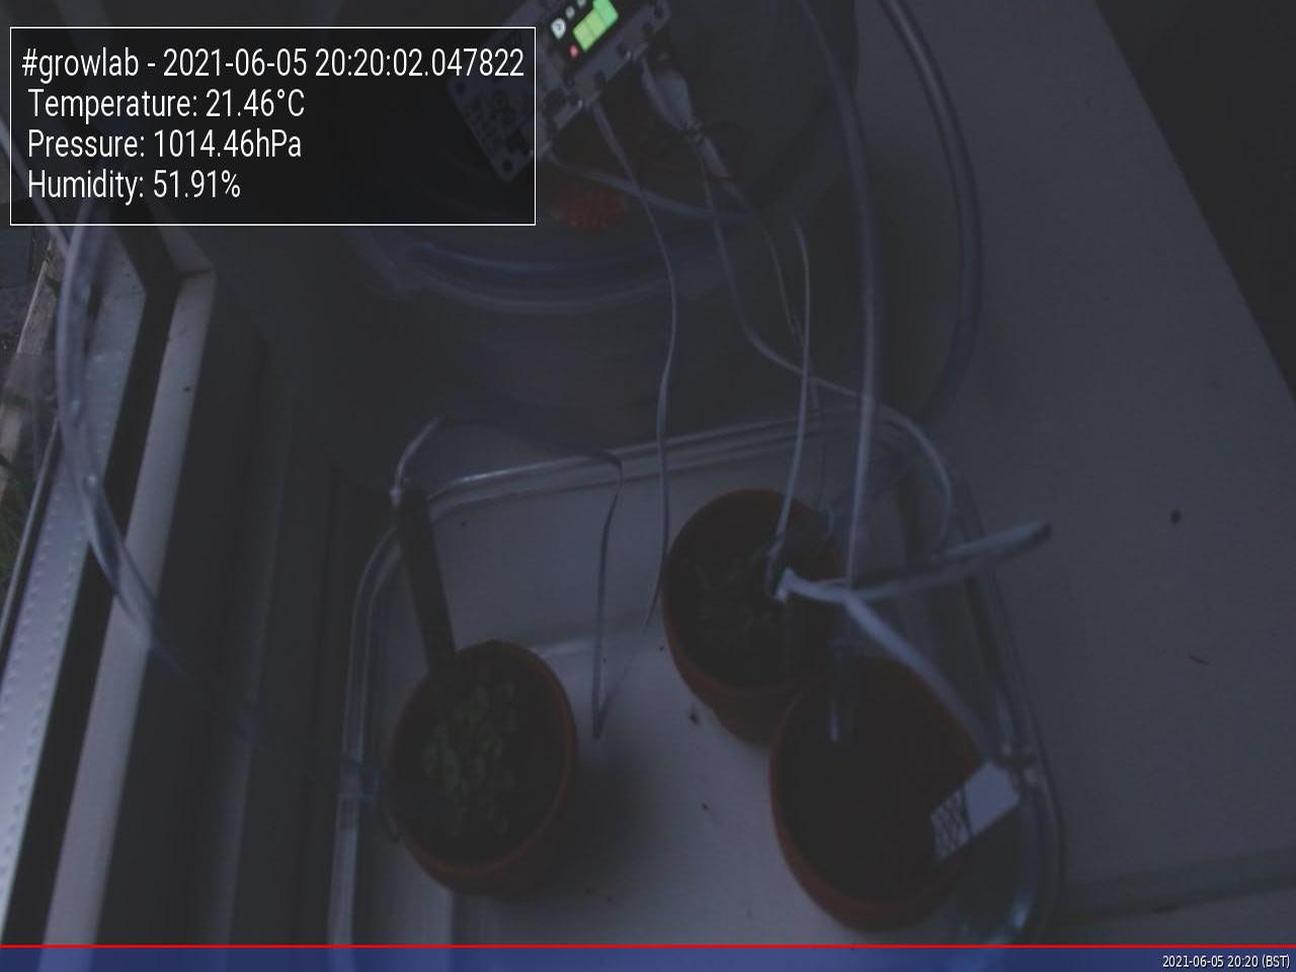 #growlab - 2021-06-05 20:20:02.047822
Temperature: 21.46°C
Pressure: 1014.46hPa
Humidity: 51.91%
2021-06-05 20:20 (BST)